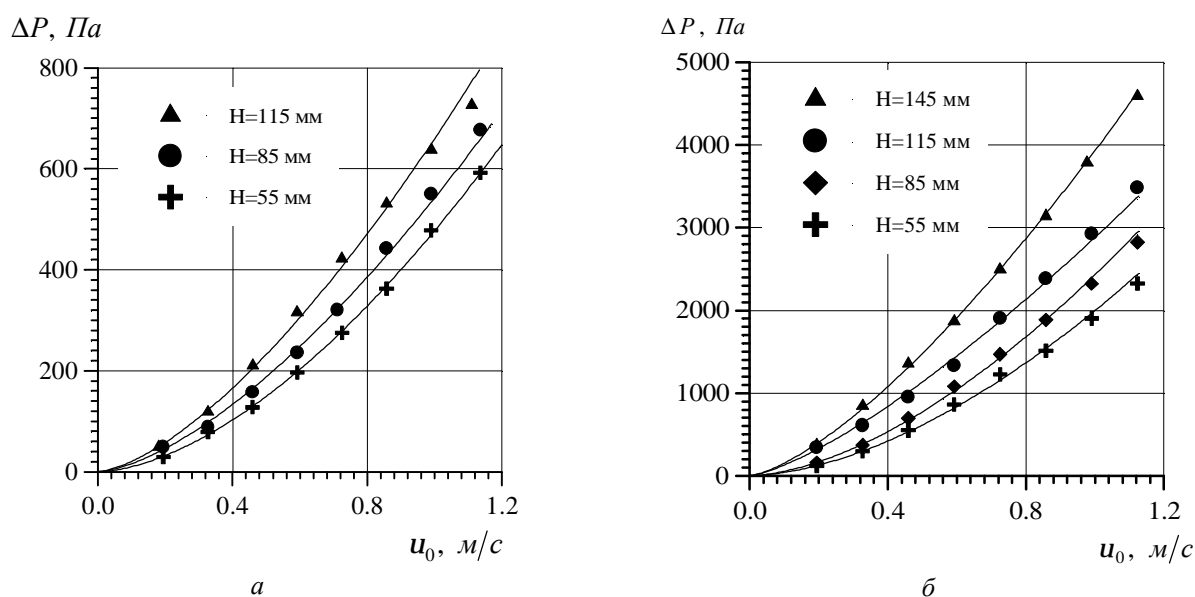 ΔP, Па
800
600
400
200
0
0.0 0.4 0.8 1.2
H=115 мм
H=85 мм
H=55 мм
u₀, м/с
а
ΔP, Па
5000
4000
3000
2000
1000
0
0.0 0.4 0.8 1.2
H=145 мм
H=115 мм
H=85 мм
H=55 мм
u₀, м/с
б